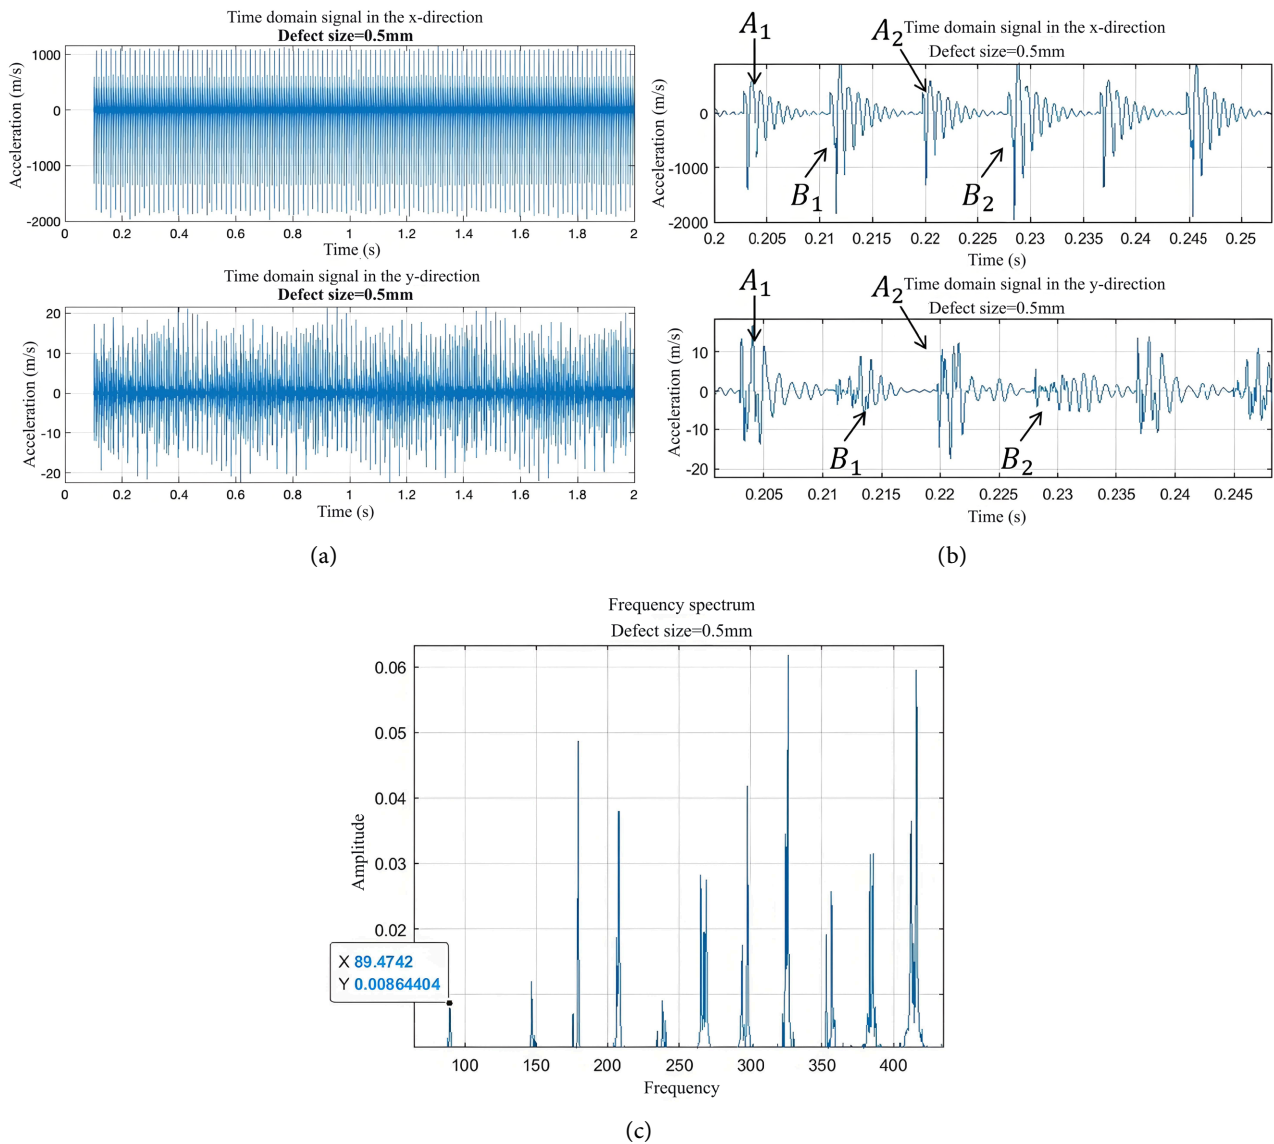 Time domain signal in the x-direction
Defect size=0.5mm
Acceleration (m/s)
1000
0
-1000
-2000
0 0.2 0.4 0.6 0.8 1 1.2 1.4 1.6 1.8 2
Time (s)
Time domain signal in the y-direction
Defect size=0.5mm
Acceleration (m/s)
20
10
0
-10
-20
0 0.2 0.4 0.6 0.8 1 1.2 1.4 1.6 1.8 2
Time (s)
(a)
A₁
A₂
Time domain signal in the x-direction
Defect size=0.5mm
Acceleration (m/s)
0
-1000
-2000
B₁
B₂
0.2 0.205 0.21 0.215 0.22 0.225 0.23 0.235 0.24 0.245 0.25
Time (s)
A₁
A₂
Time domain signal in the y-direction
Defect size=0.5mm
Acceleration (m/s)
10
0
-10
-20
B₁
B₂
0.205 0.21 0.215 0.22 0.225 0.23 0.235 0.24 0.245
Time (s)
(b)
Frequency spectrum
Defect size=0.5mm
Amplitude
0.06
0.05
0.04
0.03
0.02
X 89.4742
Y 0.00864404
100 150 200 250 300 350 400
Frequency
(c)